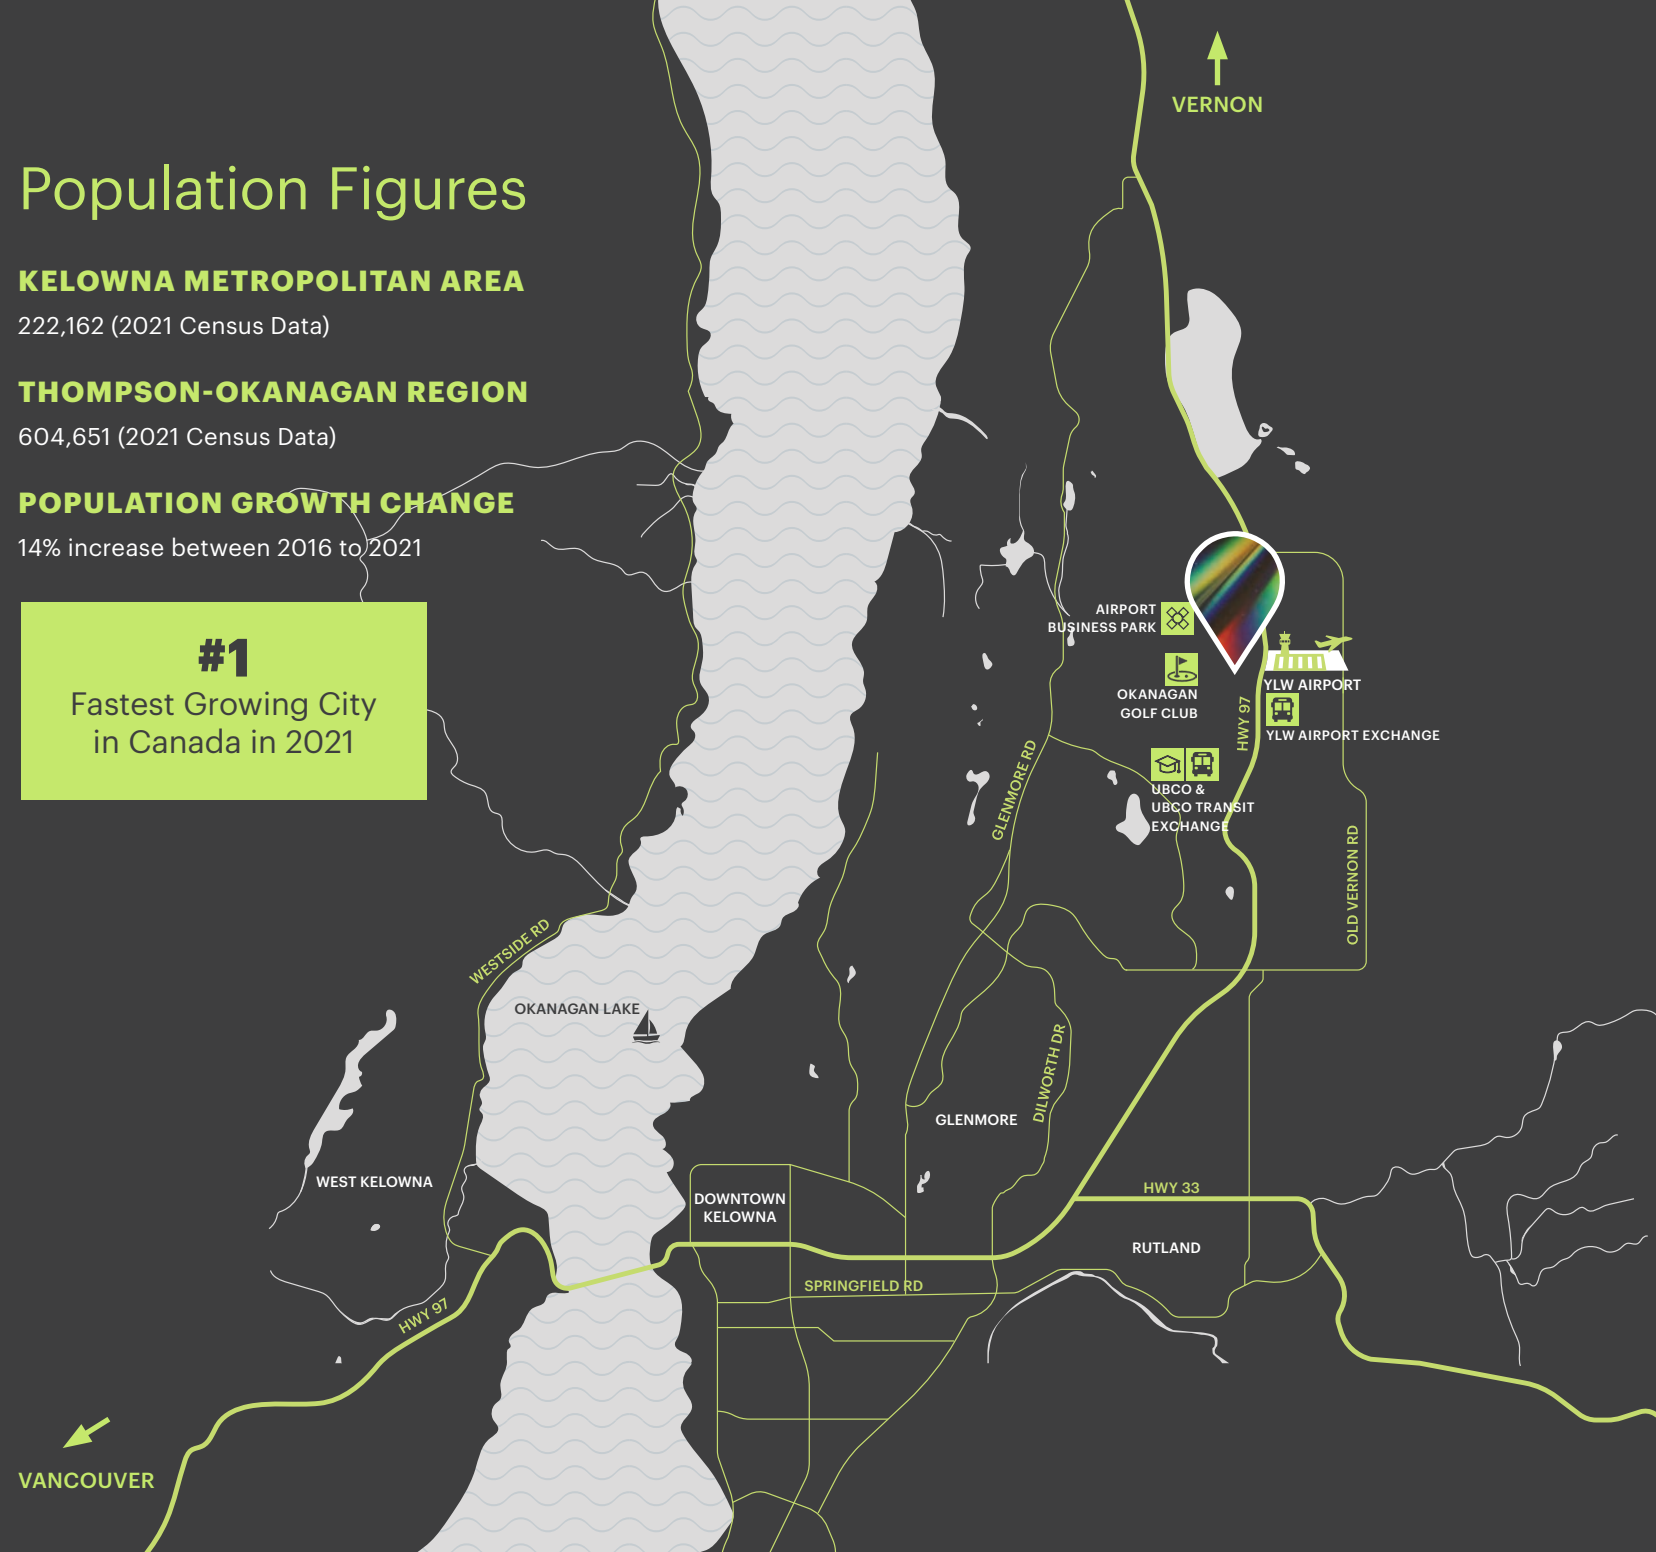 VERNON
Population Figures
KELOWNA METROPOLITAN AREA
222,162 (2021 Census Data)
THOMPSON-OKANAGAN REGION
604,651 (2021 Census Data)
POPULATION GROWTH CHANGE
14% increase between 2016 to 2021
#1
Fastest Growing City
in Canada in 2021
AIRPORT
BUSINESS PARK
OKANAGAN
GOLF CLUB
YLW AIRPORT
HWY 97
YLW AIRPORT EXCHANGE
UBCO &
UBCO TRANSIT
EXCHANGE
GLENMORE RD
OLD VERNON RD
WESTSIDE RD
OKANAGAN LAKE
DILWORTH DR
GLENMORE
WEST KELOWNA
DOWNTOWN
KELOWNA
HWY 33
RUTLAND
SPRINGFIELD RD
HWY 97
VANCOUVER